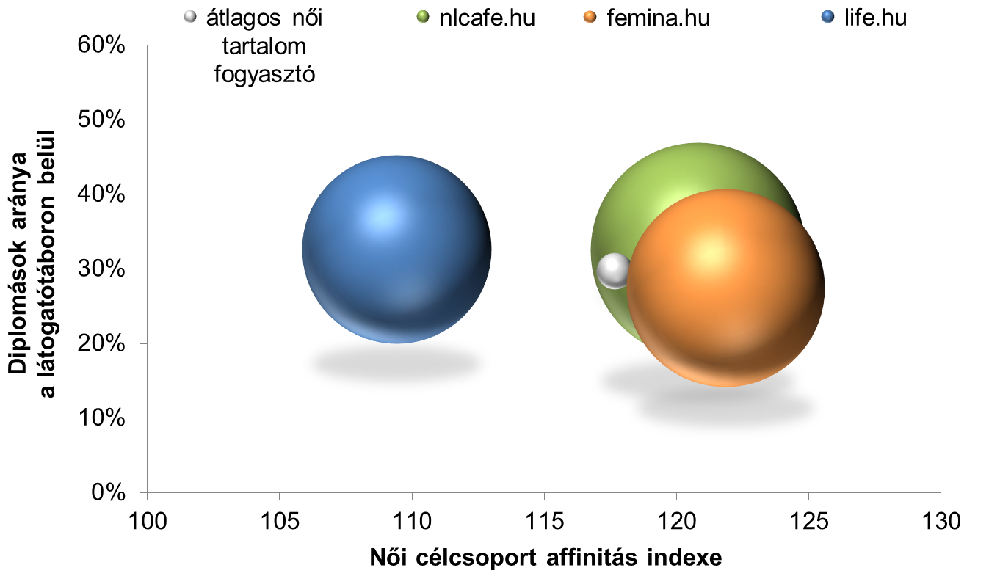 átlagos női
tartalom
fogyasztó
nlcafe.hu
femina.hu
life.hu
60%
50%
40%
30%
20%
10%
0%
Diplomások aránya
a látogatótáboron belül
100
105
110
115
120
125
130
Női célcsoport affinitás indexe